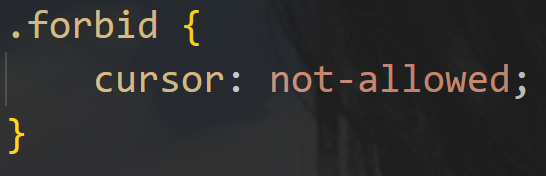 .forbid {
    cursor: not-allowed;
}